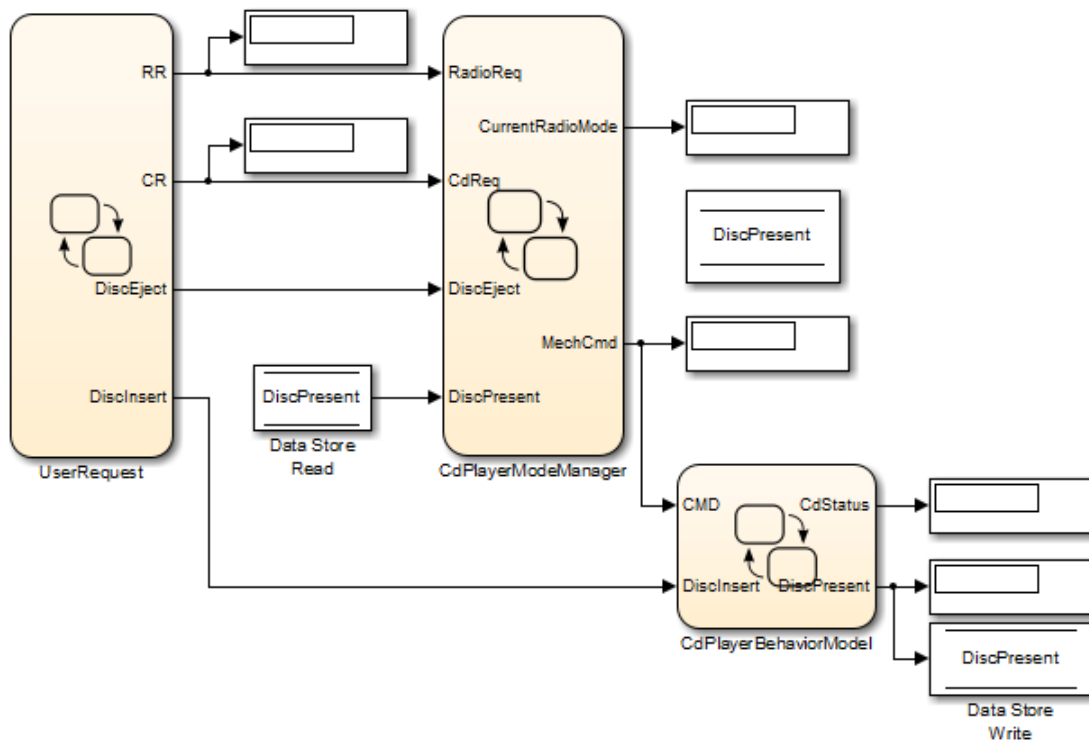 RR
RadioReq
CurrentRadioMode
CR
CdReq
DiscPresent
DiscEject
DiscEject
MechCmd
DiscInsert
DiscPresent
DiscPresent
Data Store
Read
UserRequest
CdPlayerModeManager
CMD
CdStatus
DiscInsert
DiscPresent
CdPlayerBehaviorModel
DiscPresent
Data Store
Write